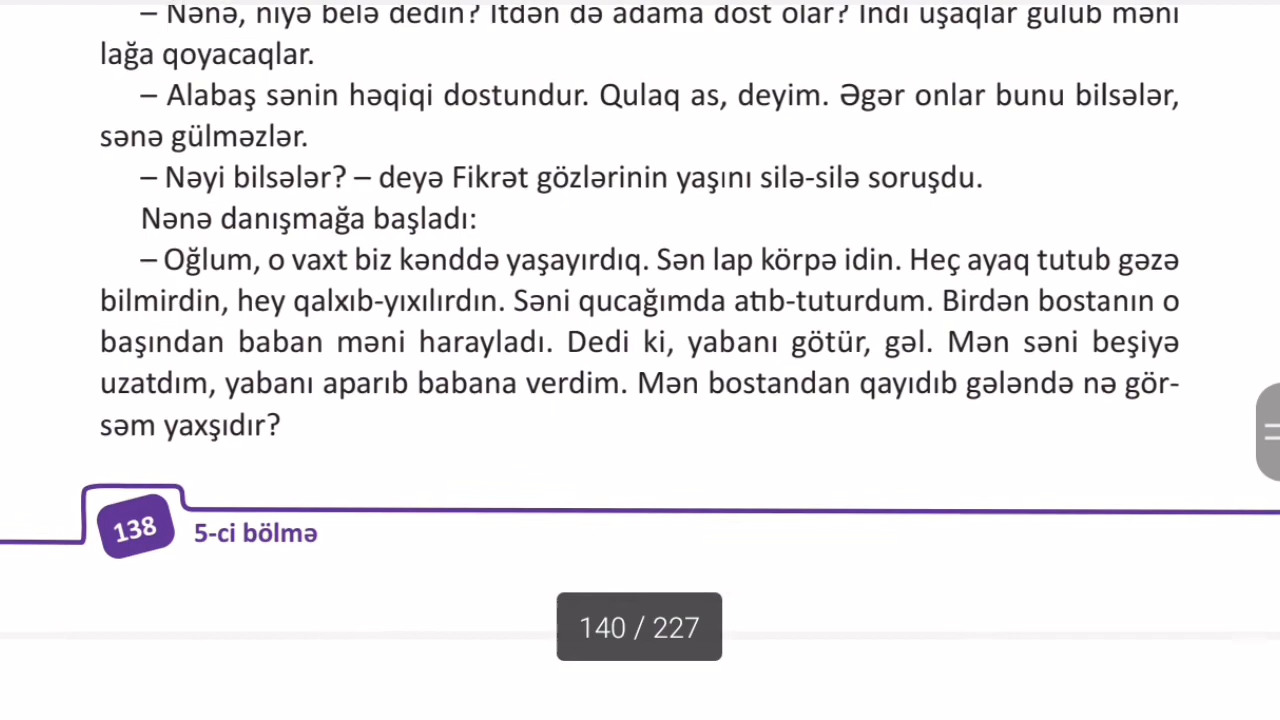 – Nənə, niyə belə dedin? İtdən də adama dost olar? İndi uşaqlar gülüb məni
lağa qoyacaqlar.
– Alabaş sənin həqiqi dostundur. Qulaq as, deyim. Əgər onlar bunu bilsələr,
sənə gülməzlər.
– Nəyi bilsələr? – deyə Fikrət gözlərinin yaşını silə-silə soruşdu.
Nənə danışmağa başladı:
– Oğlum, o vaxt biz kənddə yaşayırdıq. Sən lap körpə idin. Heç ayaq tutub gəzə
bilmirdin, hey qalxıb-yıxılırdın. Səni qucağımda atıb-tuturdum. Birdən bostanın o
başından baban məni harayladı. Dedi ki, yabanı götür, gəl. Mən səni beşiyə
uzatdım, yabanı aparıb babana verdim. Mən bostandan qayıdıb gələndə nə gör-
səm yaxşıdır?
138
5-ci bölmə
140 / 227